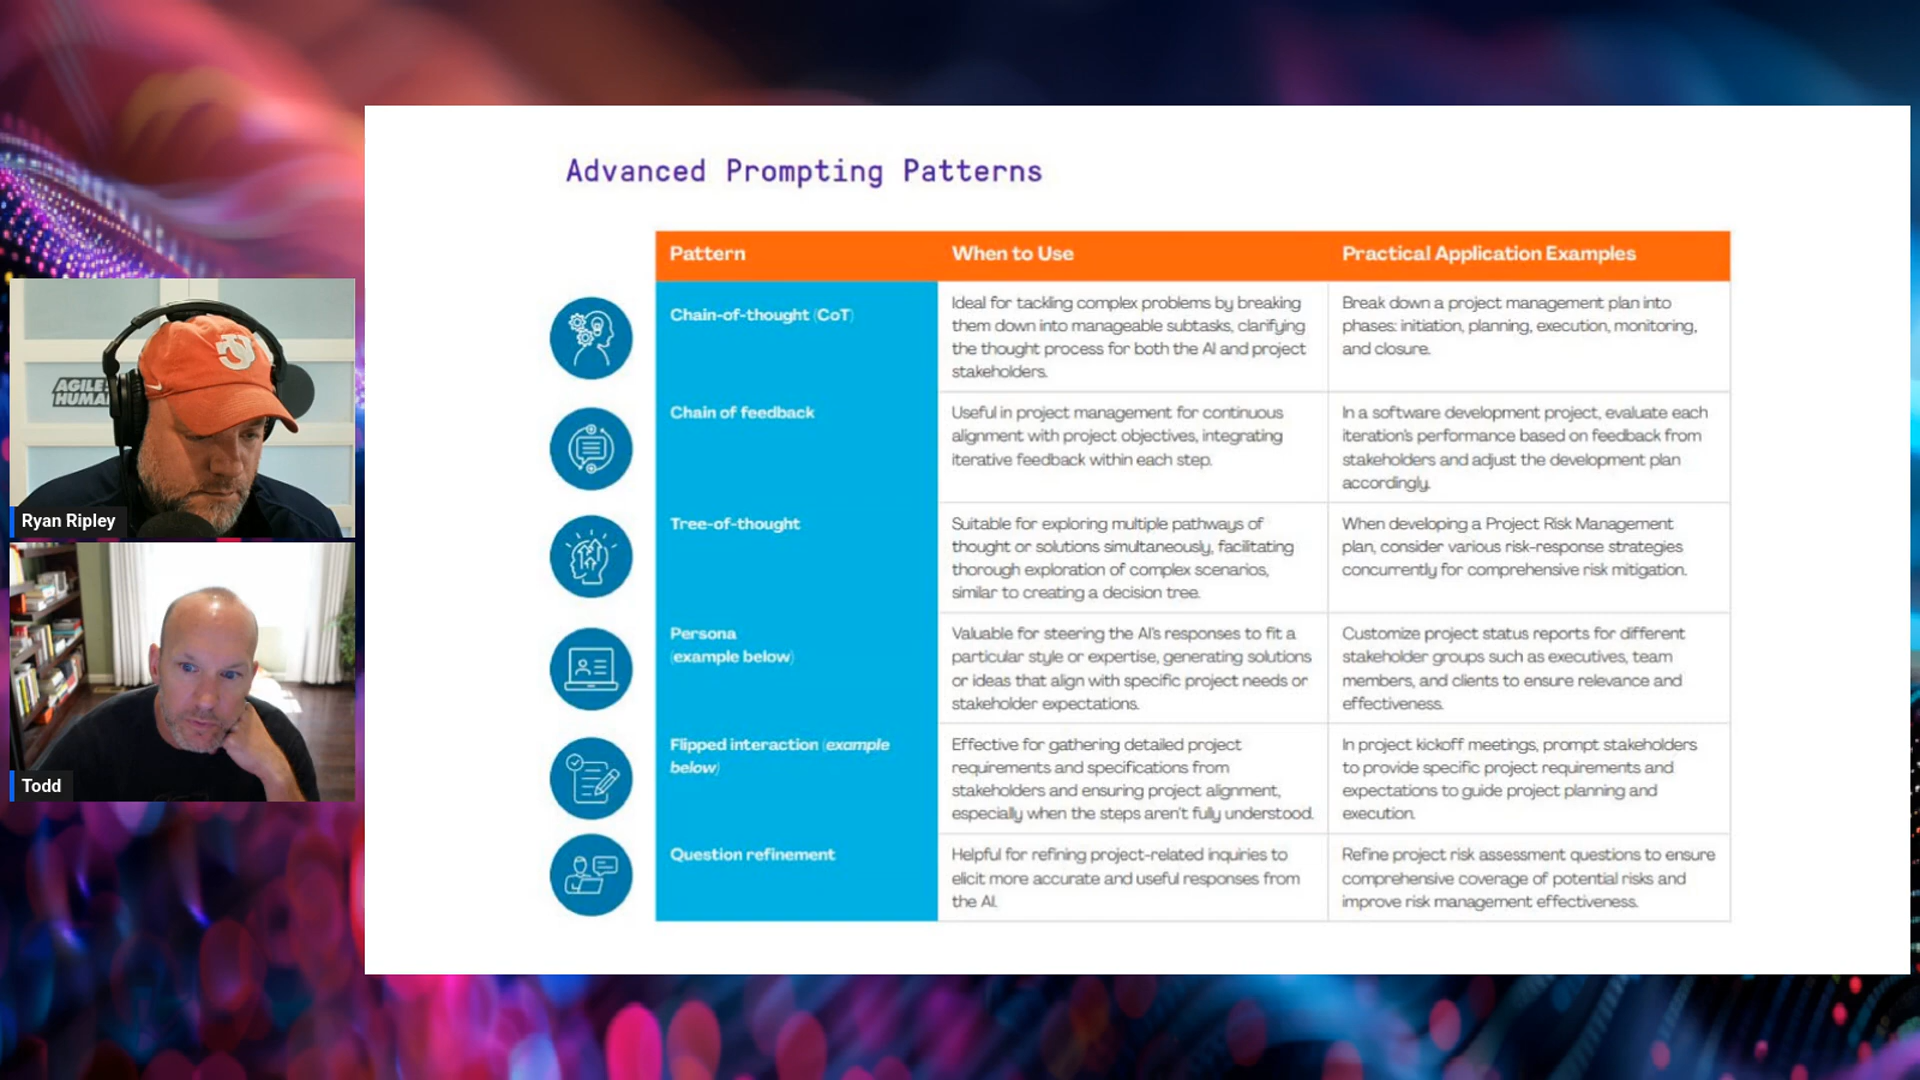 Advanced Prompting Patterns
Pattern
When to Use
Practical Application Examples
Chain-of-thought (CoT)
Ideal for tackling complex problems by breaking
them down into manageable subtasks, clarifying
the thought process for both the AI and project
stakeholders.
Break down a project management plan into
phases: initiation, planning, execution, monitoring,
and closure.
Chain of feedback
Useful in project management for continuous
alignment with project objectives, integrating
iterative feedback within each step.
In a software development project, evaluate each
iteration's performance based on feedback from
stakeholders and adjust the development plan
accordingly.
Tree-of-thought
Suitable for exploring multiple pathways of
thought or solutions simultaneously, facilitating
thorough exploration of complex scenarios,
similar to creating a decision tree.
When developing a Project Risk Management
plan, consider various risk-response strategies
concurrently for comprehensive risk mitigation.
Persona
(example below)
Valuable for steering the AI's responses to fit a
particular style or expertise, generating solutions
or ideas that align with specific project needs or
stakeholder expectations.
Customize project status reports for different
stakeholder groups such as executives, team
members, and clients to ensure relevance and
effectiveness.
Flipped interaction (example
below)
Effective for gathering detailed project
requirements and specifications from
stakeholders and ensuring project alignment,
especially when the steps aren't fully understood.
In project kickoff meetings, prompt stakeholders
to provide specific project requirements and
expectations to guide project planning and
execution.
Question refinement
Helpful for refining project-related inquiries to
elicit more accurate and useful responses from
the AI.
Refine project risk assessment questions to ensure
comprehensive coverage of potential risks and
improve risk management effectiveness.
AGILE
HUMA
Ryan Ripley
Todd